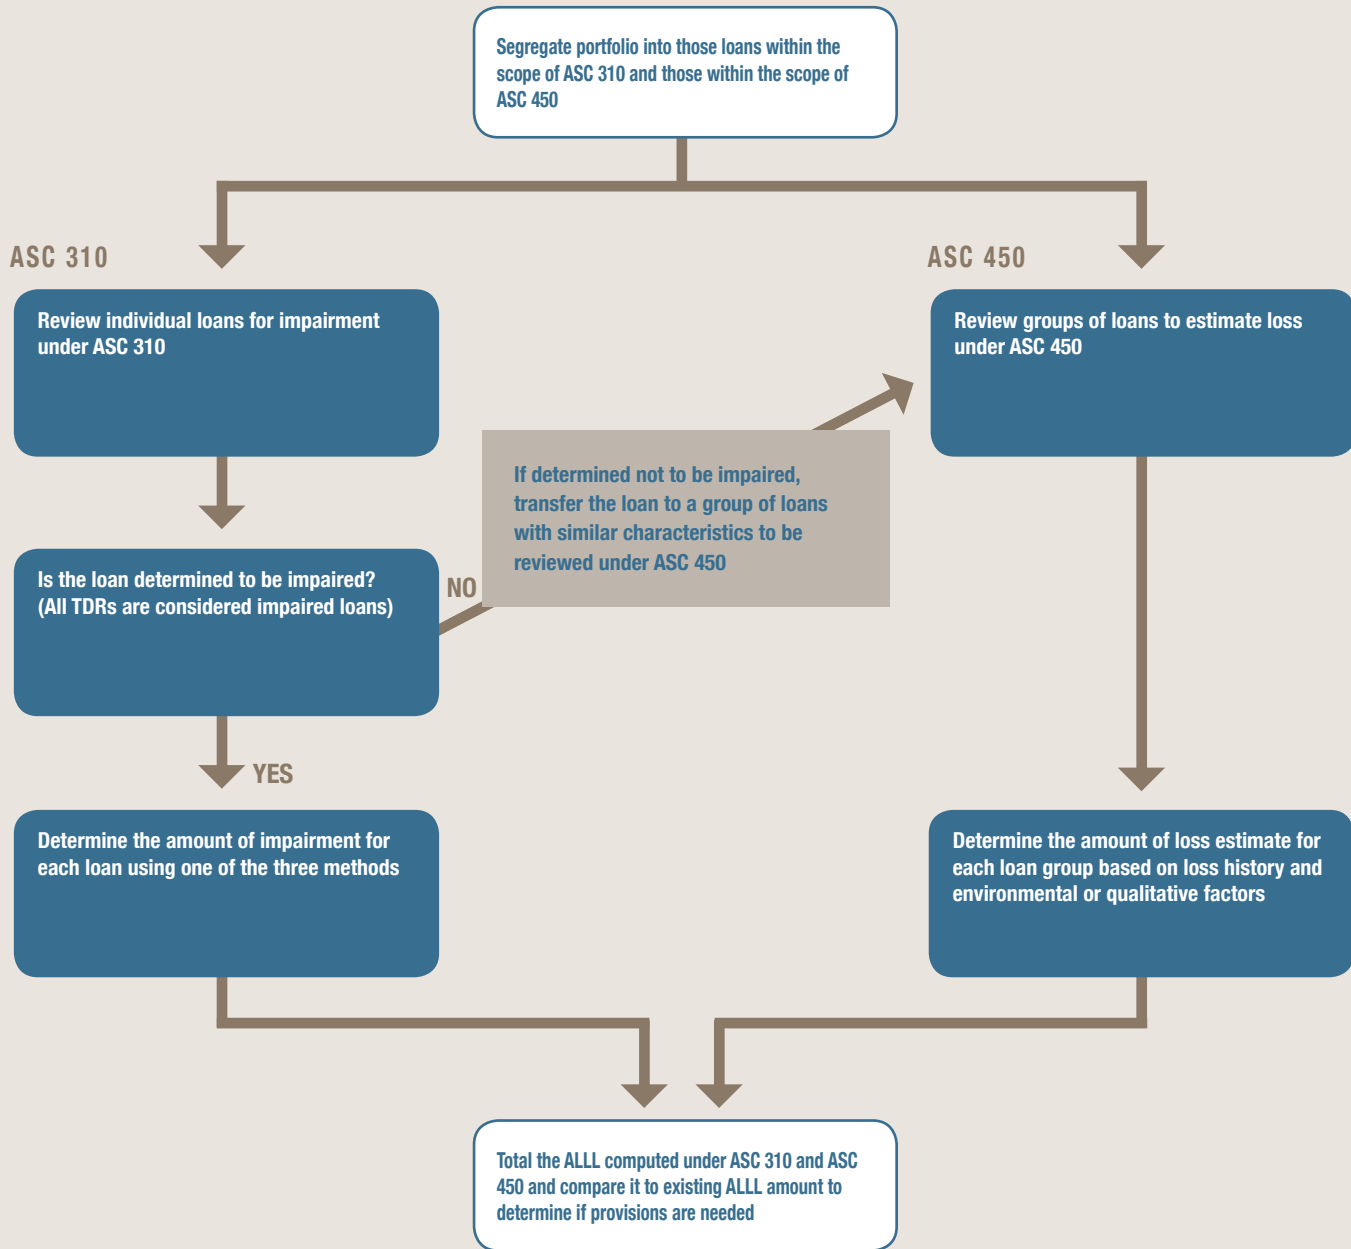 Segregate portfolio into those loans within the
scope of ASC 310 and those within the scope of
ASC 450
ASC 310
Review individual loans for impairment
under ASC 310
Is the loan determined to be impaired?
(All TDRs are considered impaired loans)
NO
If determined not to be impaired,
transfer the loan to a group of loans
with similar characteristics to be
reviewed under ASC 450
YES
Determine the amount of impairment for
each loan using one of the three methods
ASC 450
Review groups of loans to estimate loss
under ASC 450
Determine the amount of loss estimate for
each loan group based on loss history and
environmental or qualitative factors
Total the ALLL computed under ASC 310 and ASC
450 and compare it to existing ALLL amount to
determine if provisions are needed